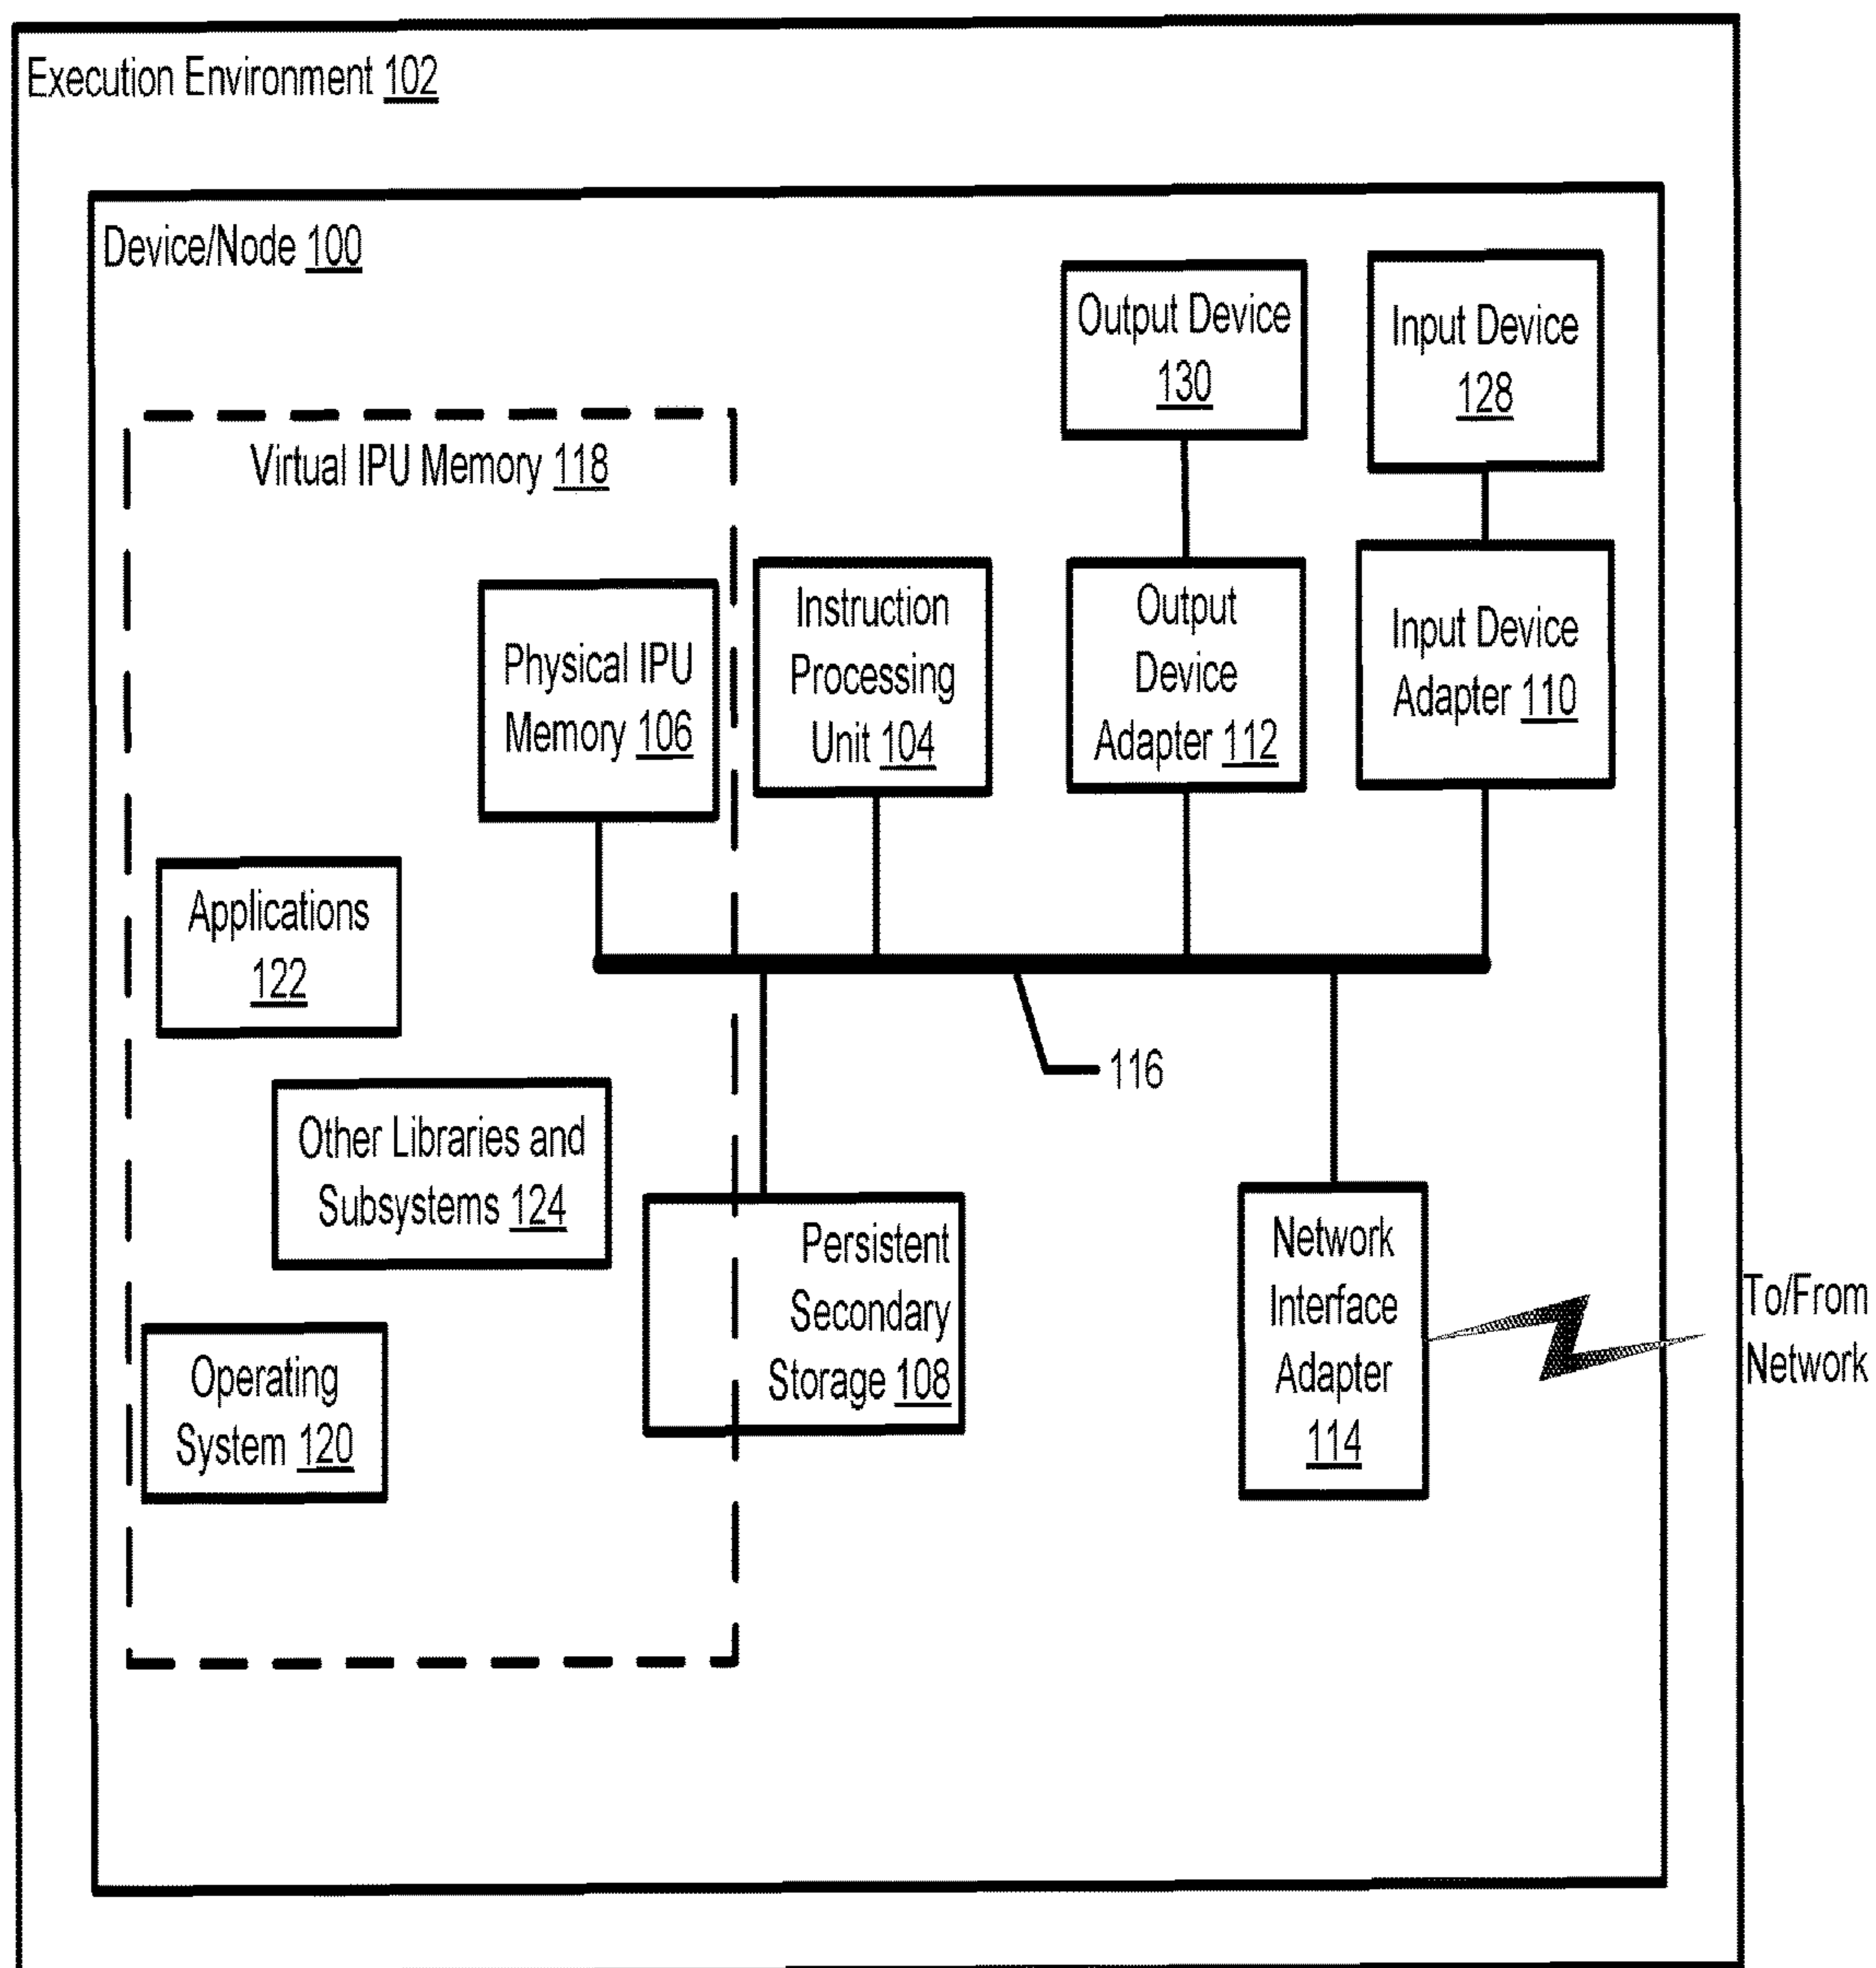 Execution Environment 102
Device/Node 100
Output Device
130
Input Device
128
Virtual IPU Memory 118
Physical IPU
Memory 106
Instruction
Processing
Unit 104
Output
Device
Adapter 112
Input Device
Adapter 110
Applications
122
116
Other Libraries and
Subsystems 124
Persistent
Secondary
Storage 108
Network
Interface
Adapter
114
To/From
Network
Operating
System 120